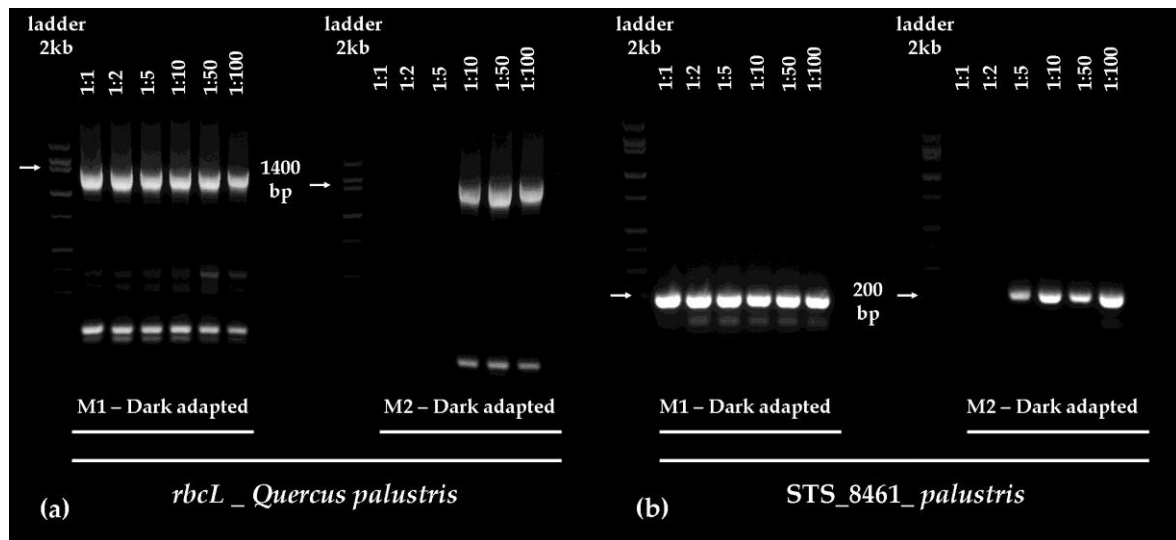 ladder
2kb
1:1
1:2
1:5
1:10
1:50
1:100
ladder
2kb
1:1
1:2
1:5
1:10
1:50
1:100
1400
bp
M1 – Dark adapted
M2 – Dark adapted
(a)
rbcL _ Quercus palustris
ladder
2kb
1:1
1:2
1:5
1:10
1:50
1:100
ladder
2kb
1:1
1:2
1:5
1:10
1:50
1:100
200
bp
M1 – Dark adapted
M2 – Dark adapted
(b)
STS_8461_ palustris